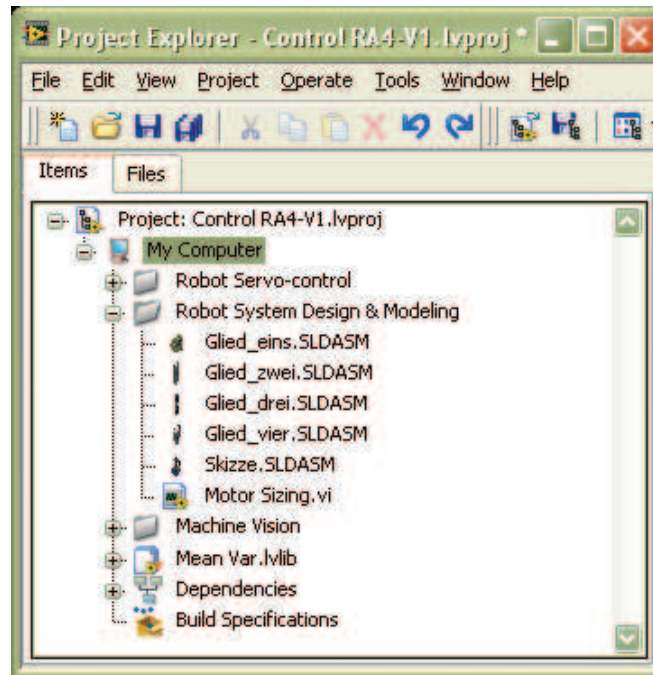 Project Explorer - Control RA4-V1.lvproj *
File Edit View Project Operate Tools Window Help
Items Files
Project: Control RA4-V1.lvproj
My Computer
Robot Servo-control
Robot System Design & Modeling
Glied_eins.SLDASM
Glied_zwei.SLDASM
Glied_drei.SLDASM
Glied_vier.SLDASM
Skizze.SLDASM
Motor Sizing.vi
Machine Vision
Mean Var.lvlib
Dependencies
Build Specifications